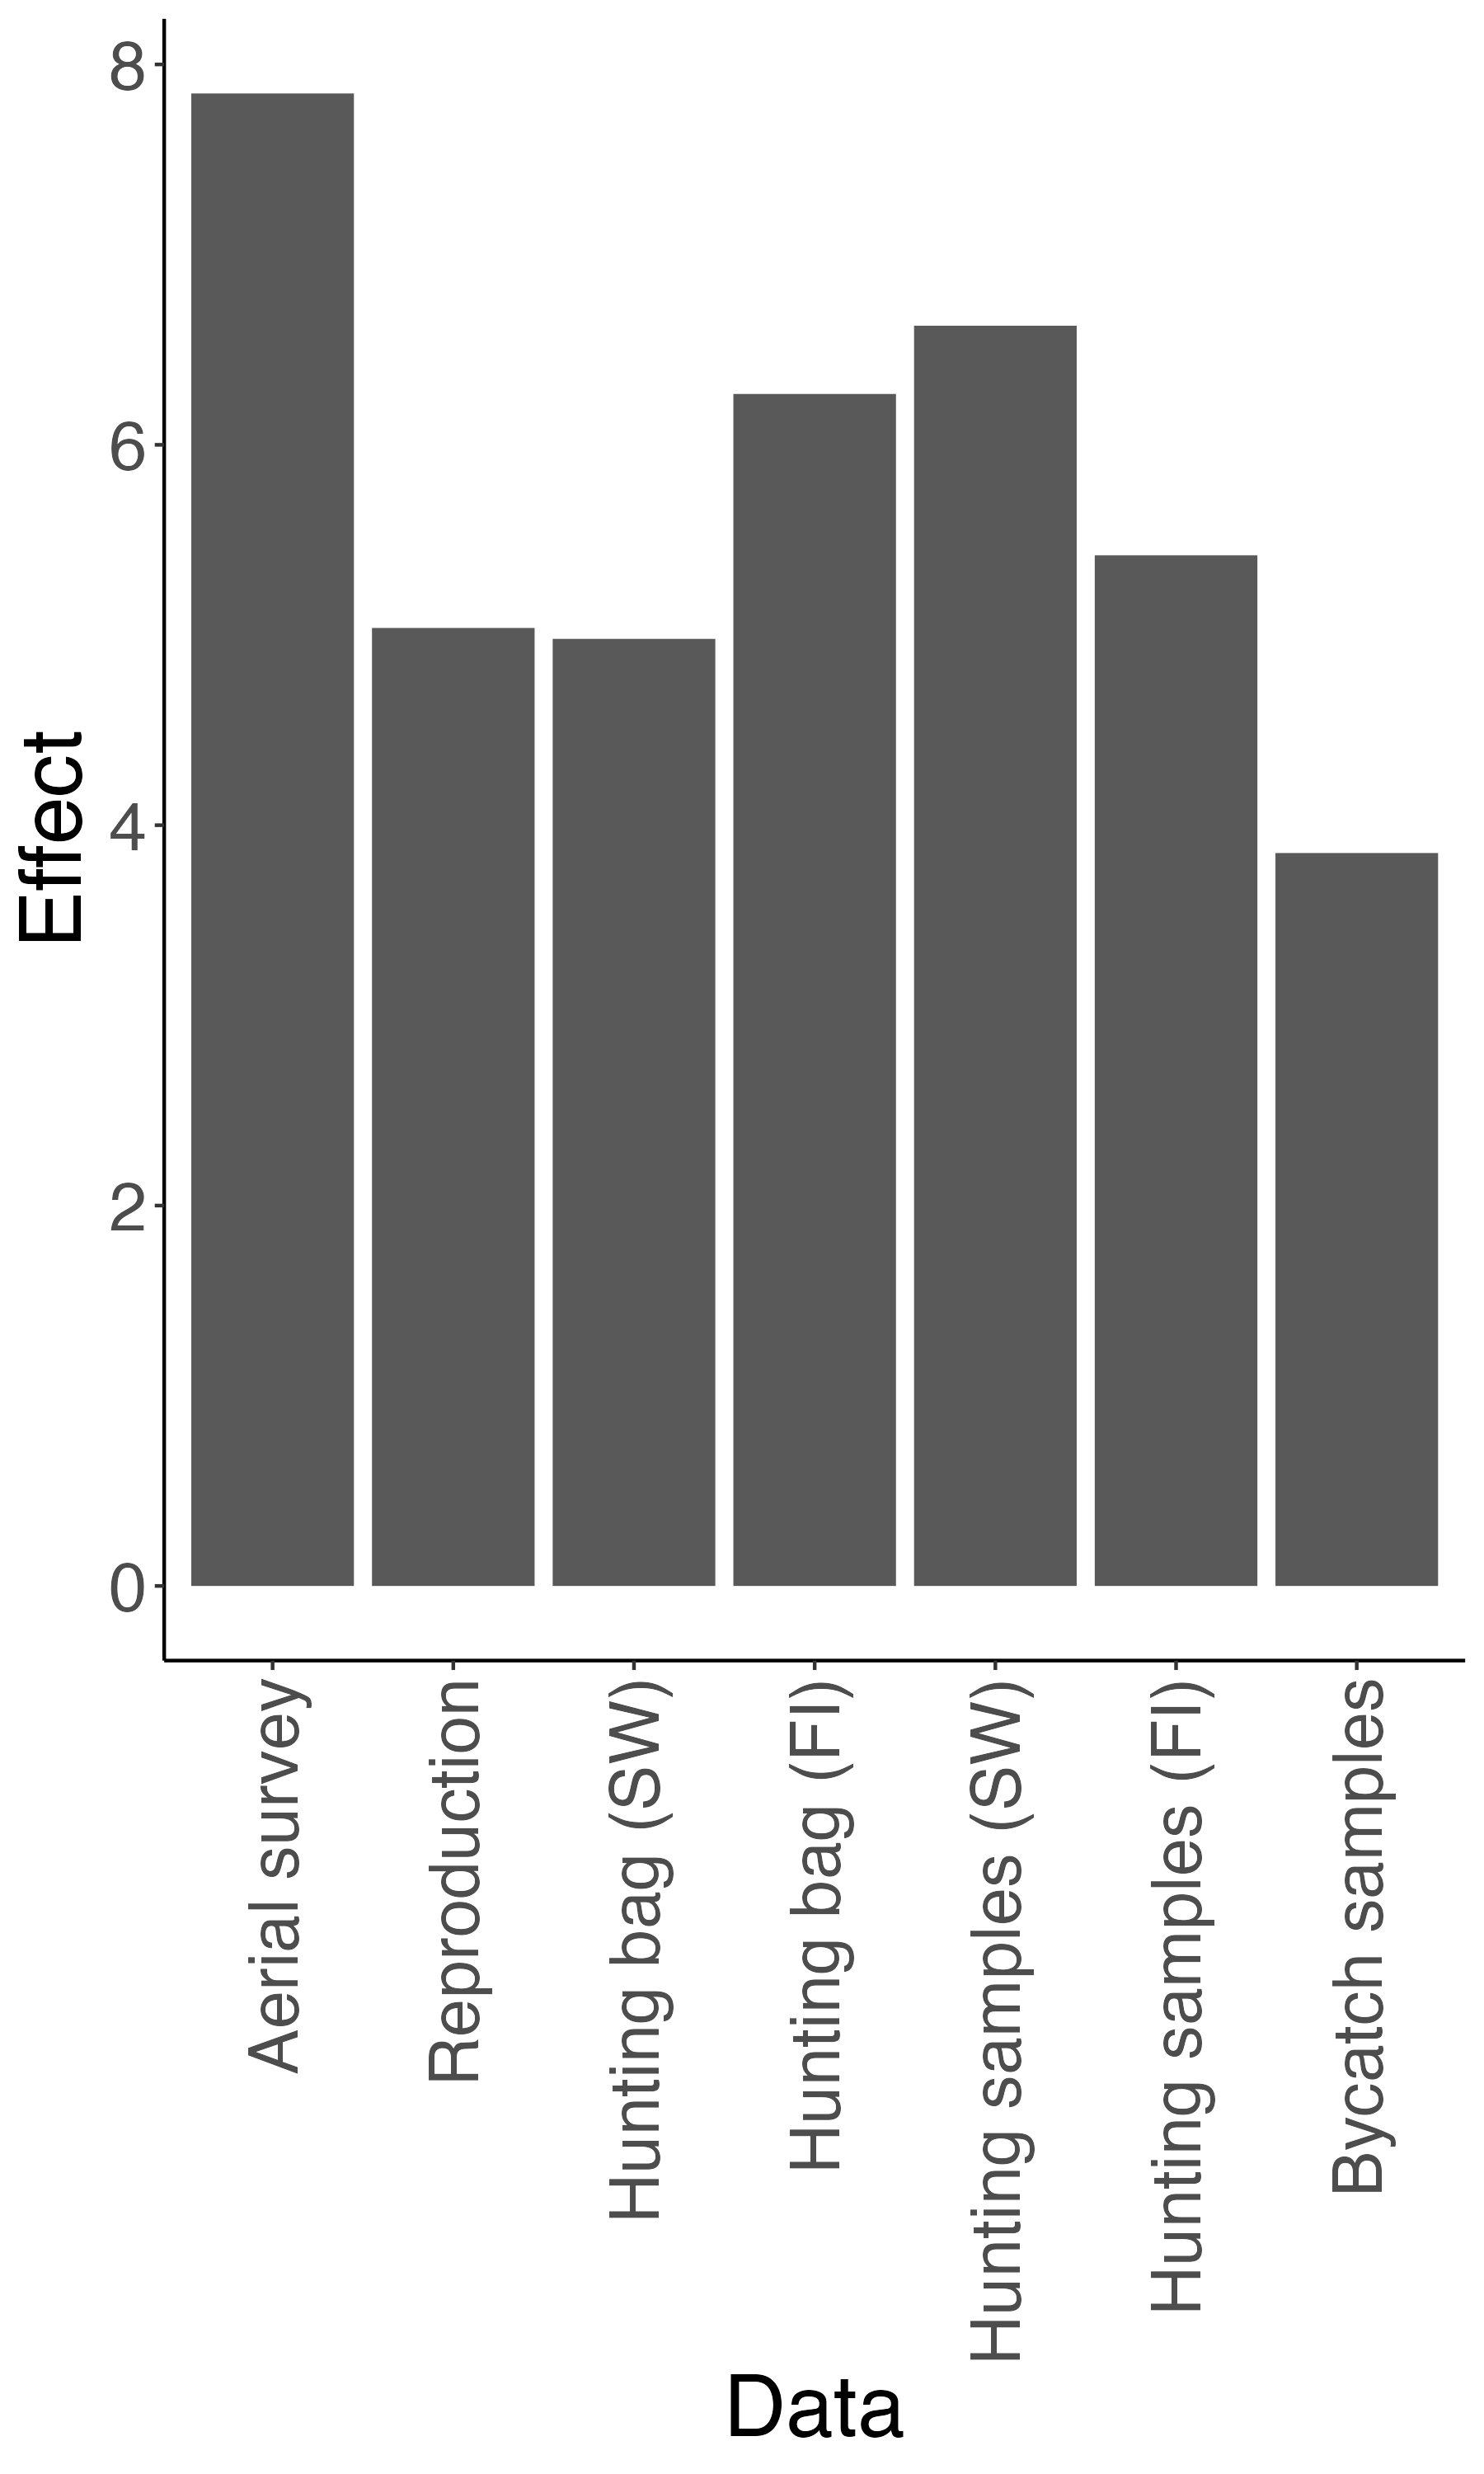 Effect
8
6
4
2
0
Aerial survey
Reproduction
Hunting bag (SW)
Hunting bag (FI)
Hunting samples (SW)
Hunting samples (FI)
Bycatch samples
Data